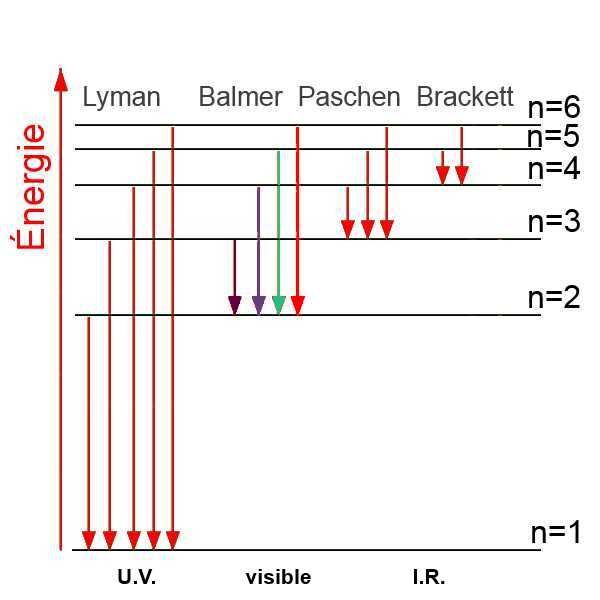 Lyman Balmer Paschen Brackett
n=6
n=5
n=4
n=3
n=2
n=1
Énergie
U.V. visible I.R.